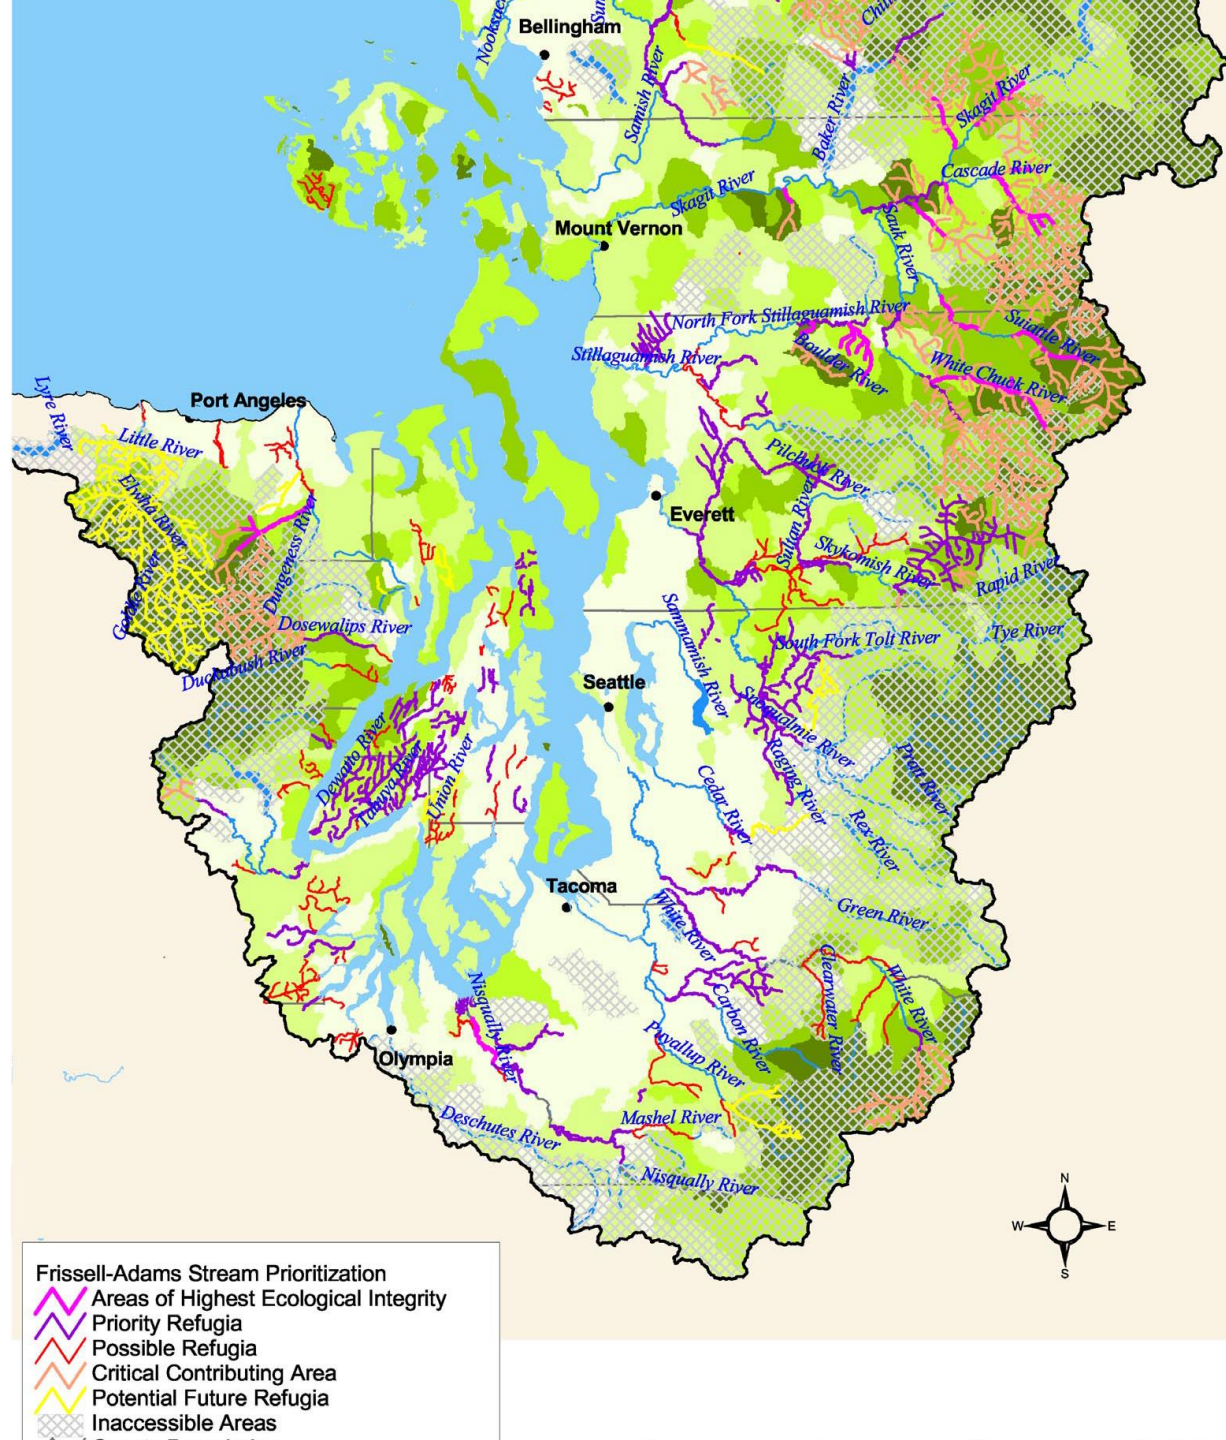 Nooksac
Bellingham
Samish River
Baker River
Skagit River
Cascade River
Skagit River
Mount Vernon
Sauk River
North Fork Stillaguamish River
Suiattle River
Stillaguamish River
Boulder River
White Chuck River
Lyre River
Port Angeles
Little River
Pilchuck River
Elwha River
Everett
Sultan River
Dungeness River
Skykomish River
Rapid River
Goldie River
Dosewalips River
Sammamish River
South Fork Tolt River
Tye River
Duckabush River
Seattle
Snoqualmie River
Dewatto River
Tahuya River
Union River
Raging River
Pratt River
Cedar River
Rex River
Tacoma
White River
Green River
Nisqually River
Clearwater River
White River
Carbon River
Olympia
Puyallup River
Deschutes River
Mashel River
Nisqually River
N
W
E
S
Frissell-Adams Stream Prioritization
Areas of Highest Ecological Integrity
Priority Refugia
Possible Refugia
Critical Contributing Area
Potential Future Refugia
Inaccessible Areas